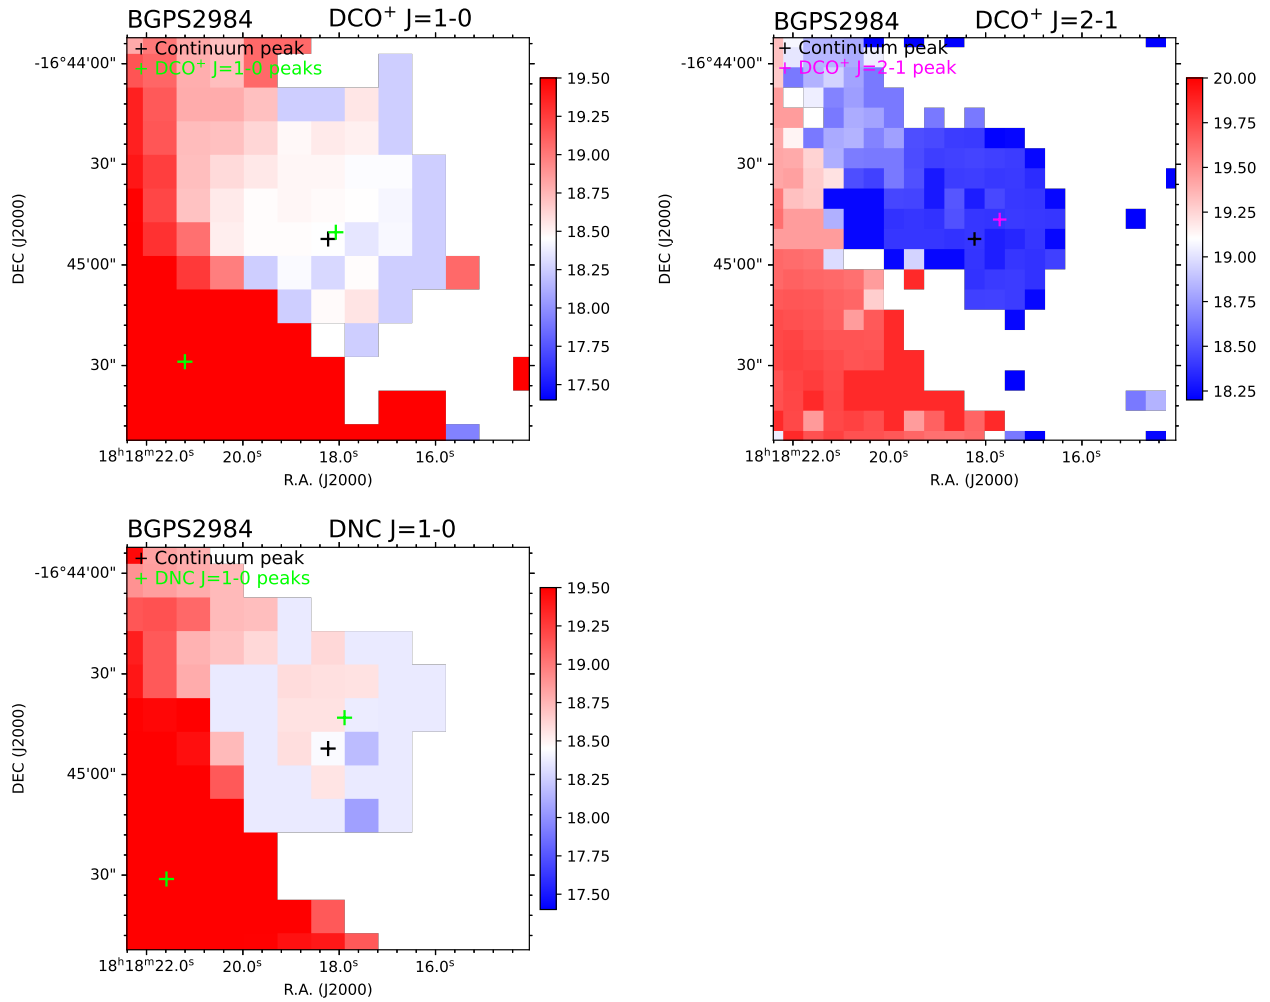 BGPS2984 DCO⁺ J=1-0
+ Continuum peak
+ DCO⁺ J=1-0 peaks
-16°44'00"
30"
45'00"
30"
DEC (J2000)
18ʰ18ᵐ22.0ˢ 20.0ˢ 18.0ˢ 16.0ˢ
R.A. (J2000)
19.50
19.25
19.00
18.75
18.50
18.25
18.00
17.75
17.50
BGPS2984 DCO⁺ J=2-1
+ Continuum peak
+ DCO⁺ J=2-1 peak
-16°44'00"
30"
45'00"
30"
DEC (J2000)
18ʰ18ᵐ22.0ˢ 20.0ˢ 18.0ˢ 16.0ˢ
R.A. (J2000)
20.00
19.75
19.50
19.25
19.00
18.75
18.50
18.25
BGPS2984 DNC J=1-0
+ Continuum peak
+ DNC J=1-0 peaks
-16°44'00"
30"
45'00"
30"
DEC (J2000)
18ʰ18ᵐ22.0ˢ 20.0ˢ 18.0ˢ 16.0ˢ
R.A. (J2000)
19.50
19.25
19.00
18.75
18.50
18.25
18.00
17.75
17.50